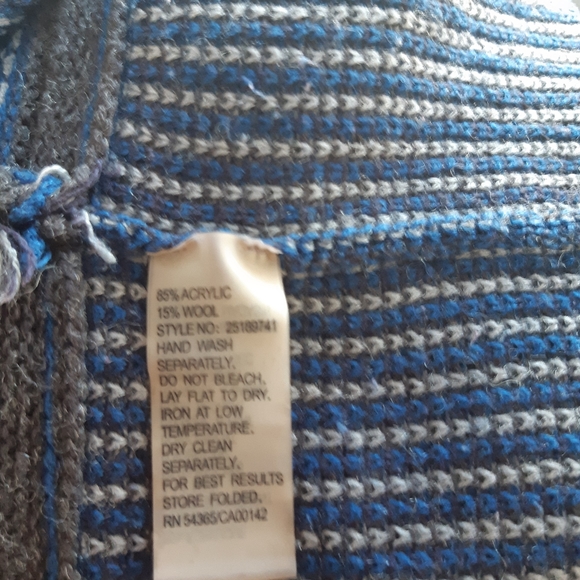 85% ACRYLIC
15% WOOL
STYLE NO: 25189741
HAND WASH
SEPARATELY.
DO NOT BLEACH.
LAY FLAT TO DRY.
IRON AT LOW
TEMPERATURE.
DRY CLEAN
SEPARATELY.
FOR BEST RESULTS
STORE FOLDED.
RN 54365/CA00142